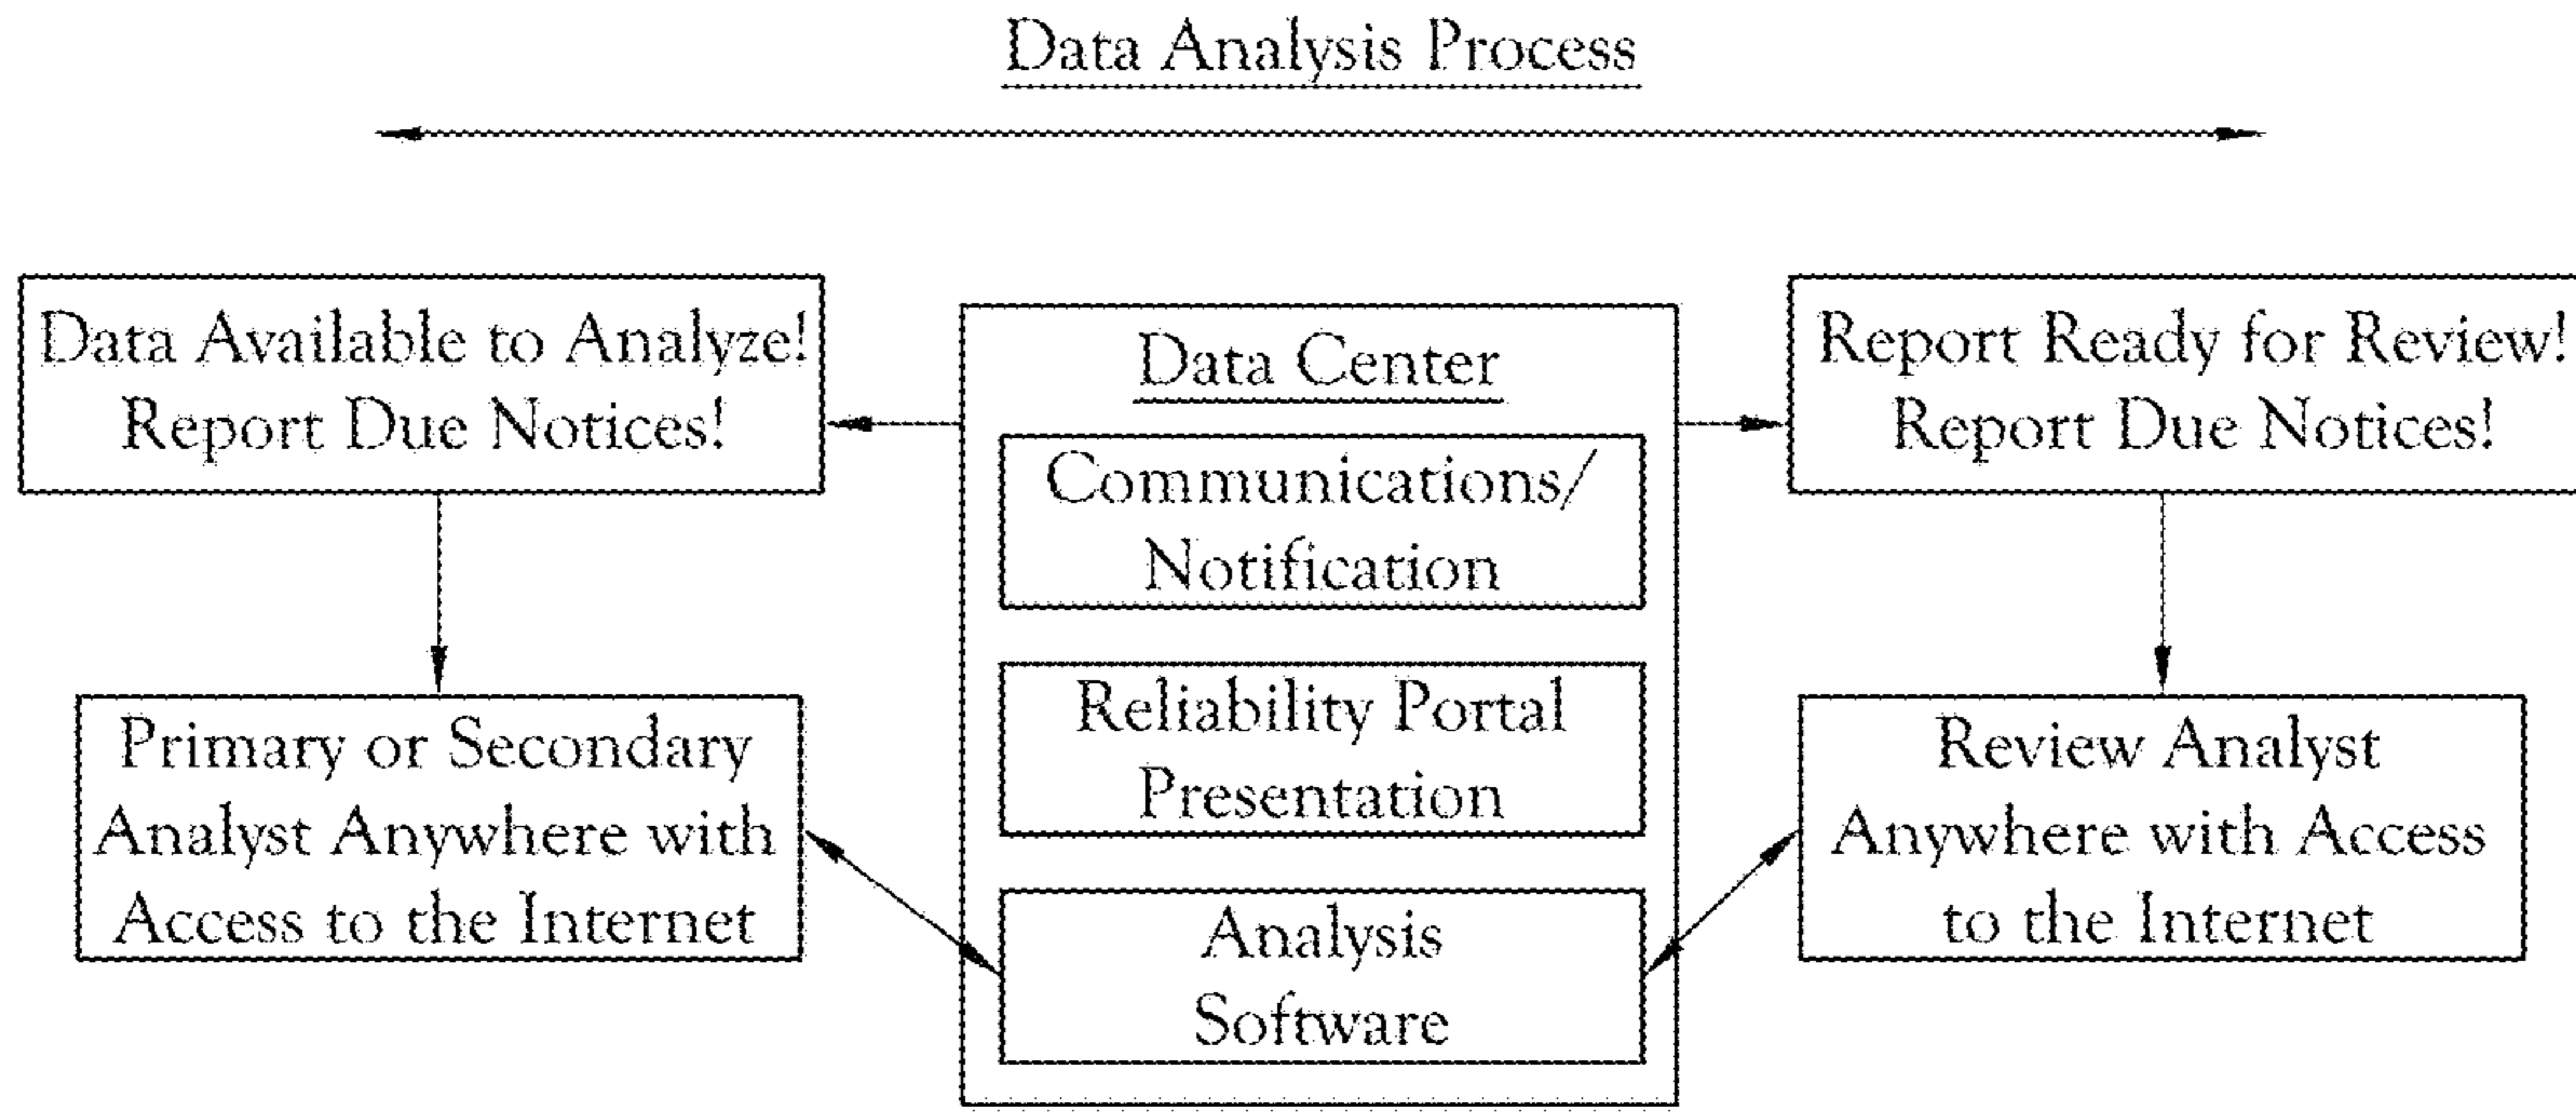 Data Analysis Process
Data Available to Analyze!
Report Due Notices!
Primary or Secondary
Analyst Anywhere with
Access to the Internet
Data Center
Communications/
Notification
Reliability Portal
Presentation
Analysis
Software
Report Ready for Review!
Report Due Notices!
Review Analyst
Anywhere with Access
to the Internet